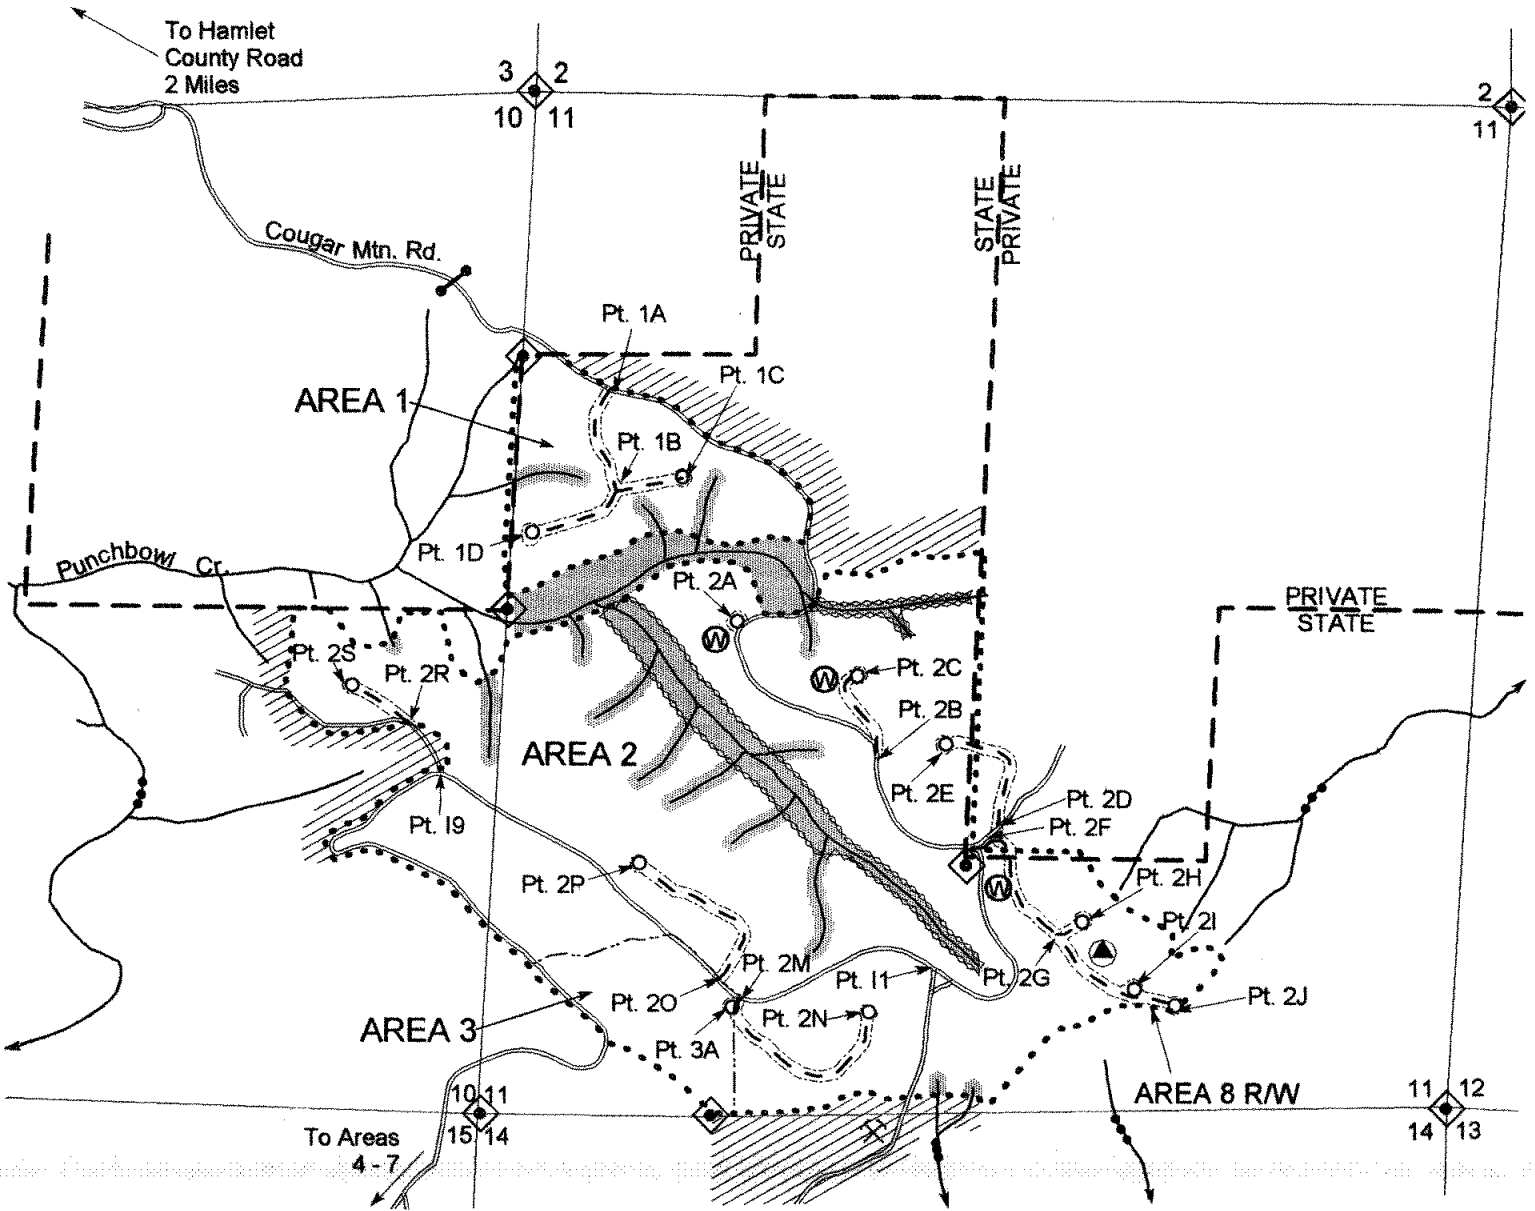 To Hamlet
County Road
2 Miles
3 2
10 11
2
11
PRIVATE
STATE
STATE
PRIVATE
Cougar Mtn. Rd.
Pt. 1A
Pt. 1C
AREA 1
Pt. 1B
Pt. 1D
Punchbowl Cr.
Pt. 2A
W
PRIVATE
STATE
Pt. 2S
Pt. 2R
W
Pt. 2C
Pt. 2B
AREA 2
Pt. 2E
Pt. 2D
Pt. 2F
Pt. I9
Pt. 2P
W
Pt. 2H
Pt. 2I
Pt. 2M
Pt. I1
Pt. 2G
Pt. 2O
Pt. 2N
Pt. 2J
AREA 3
Pt. 3A
AREA 8 R/W
10 11
15 14
11 12
14 13
To Areas
4 - 7